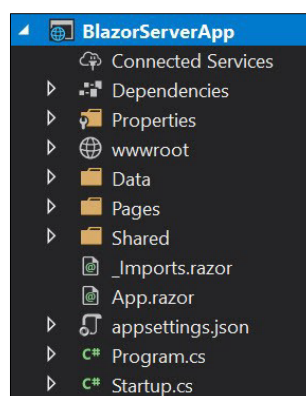 BlazorServerApp
Connected Services
Dependencies
Properties
wwwroot
Data
Pages
Shared
_Imports.razor
App.razor
appsettings.json
C# Program.cs
C# Startup.cs